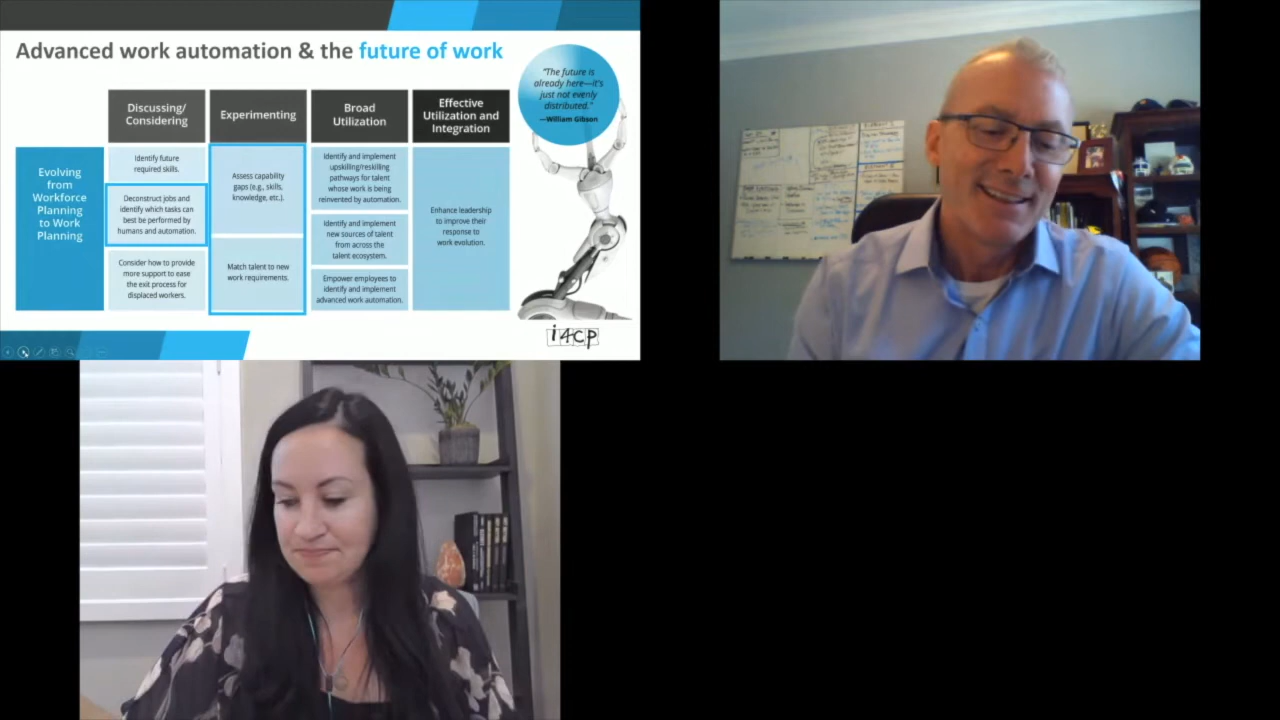 Advanced work automation & the future of work
"The future is
already here—it's
just not evenly
distributed."
—William Gibson
Discussing/
Considering
Experimenting
Broad
Utilization
Effective
Utilization and
Integration
Evolving
from
Workforce
Planning
to Work
Planning
Identify future
required skills.
Deconstruct jobs and
identify which tasks can
best be performed by
humans and automation.
Consider how to provide
more support to ease
the exit process for
displaced workers.
Assess capability
gaps (e.g., skills,
knowledge, etc.).
Match talent to new
work requirements.
Identify and implement
upskilling/reskilling
pathways for talent
whose work is being
reinvented by automation.
Identify and implement
new sources of talent
from across the
talent ecosystem.
Empower employees to
identify and implement
advanced work automation.
Enhance leadership
to improve their
response to
work evolution.
i4cp